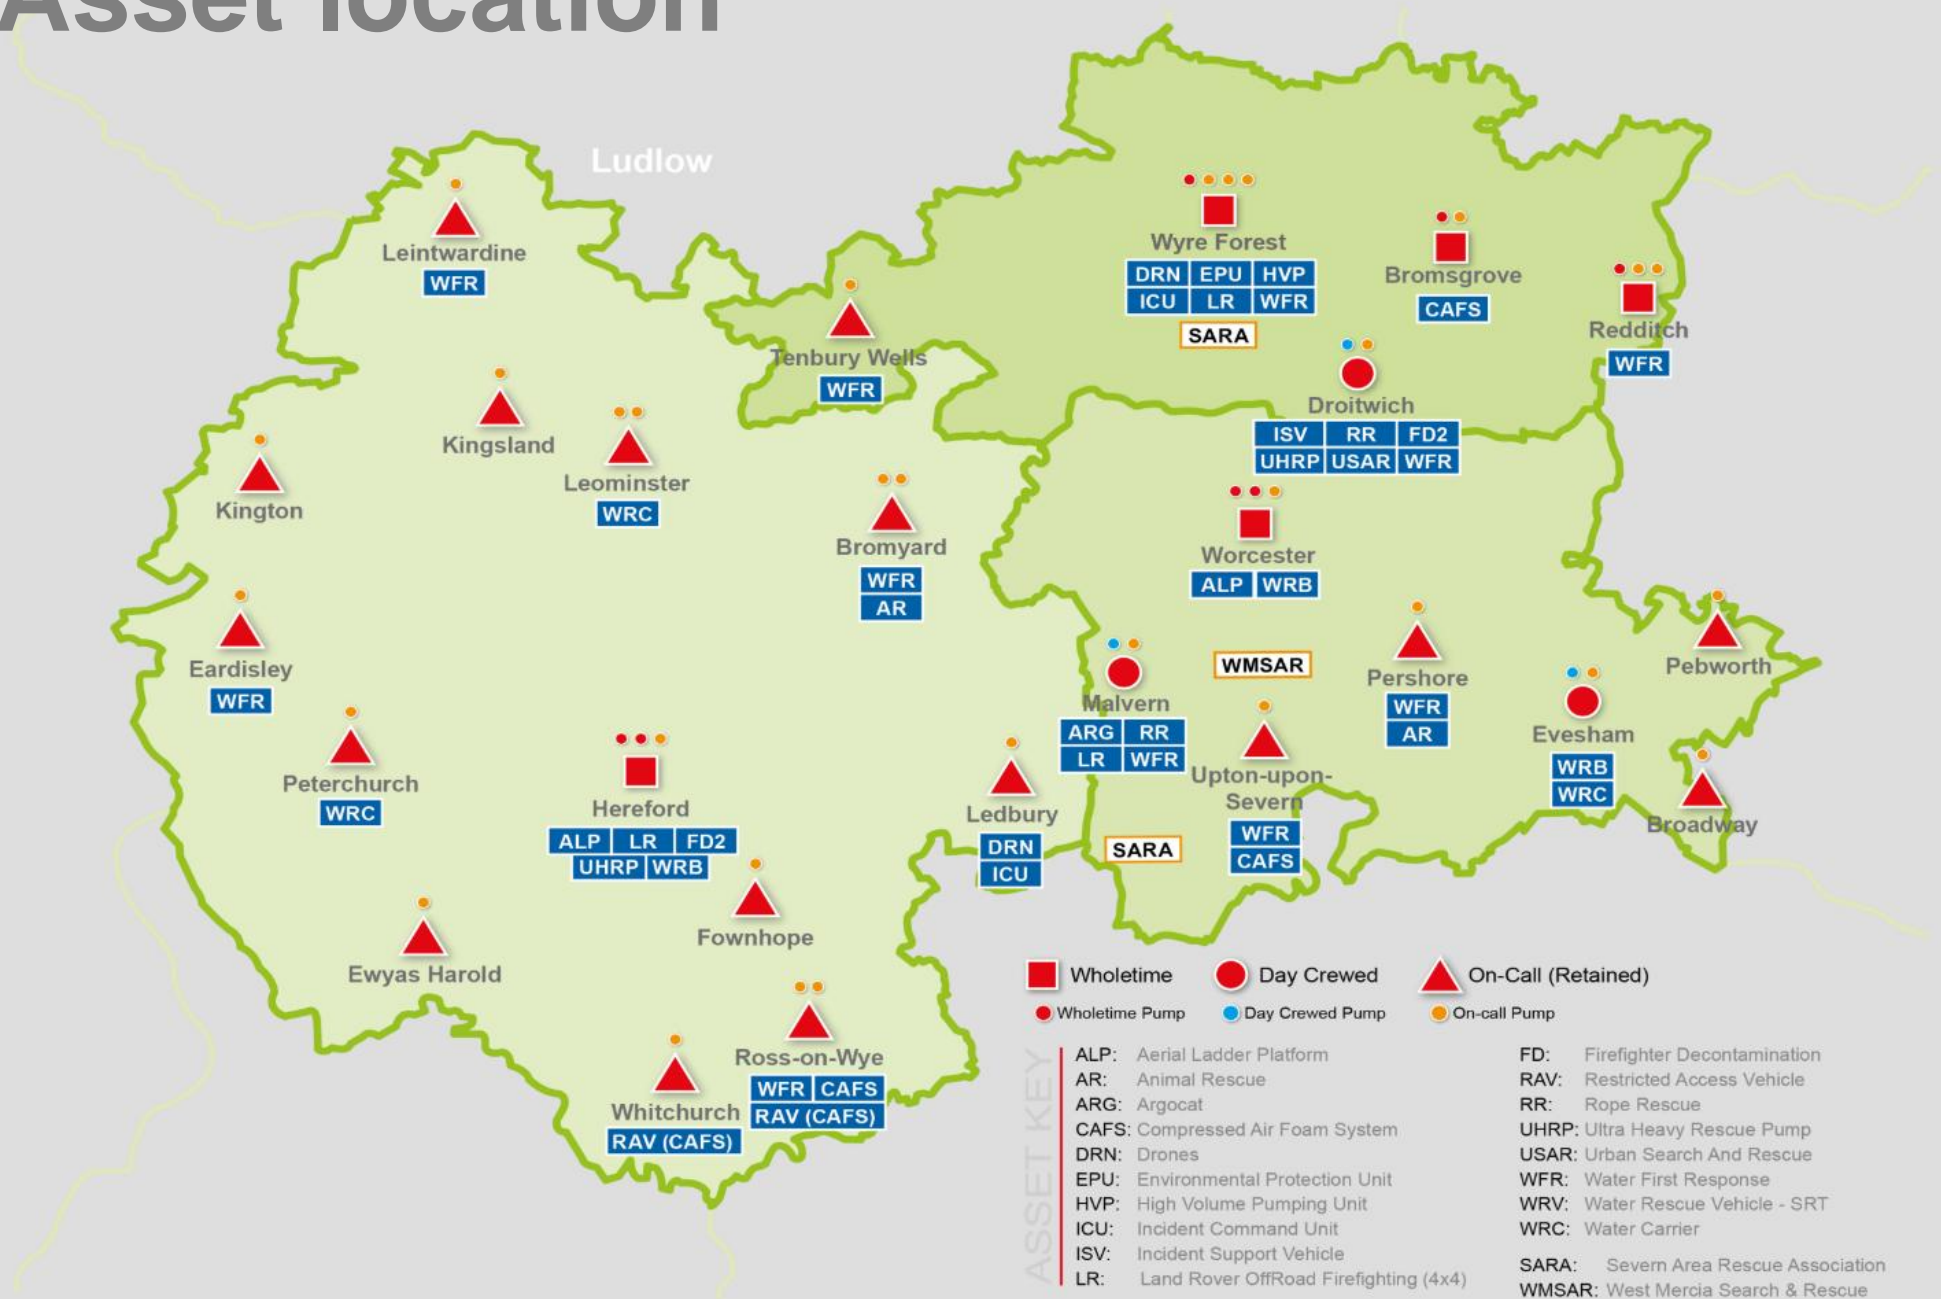 Asset location
Ludlow
Leintwardine
WFR
Wyre Forest
DRN EPU HVP
ICU LR WFR
SARA
Bromsgrove
CAFS
Redditch
WFR
Tenbury Wells
WFR
Droitwich
ISV RR FD2
UHRP USAR WFR
Kingsland
Leominster
WRC
Kington
Bromyard
WFR
AR
Worcester
ALP WRB
Eardisley
WFR
WMSAR
Malvern
ARG RR
LR WFR
Pershore
WFR
AR
Pebworth
Evesham
WRB
WRC
Peterchurch
WRC
Hereford
ALP LR FD2
UHRP WRB
Ledbury
DRN
ICU
Upton-upon-
Severn
WFR
CAFS
SARA
Broadway
Fownhope
Ewyas Harold
Ross-on-Wye
WFR CAFS
RAV (CAFS)
Whitchurch
RAV (CAFS)
Wholetime Day Crewed On-Call (Retained)
Wholetime Pump Day Crewed Pump On-call Pump
ASSET KEY
ALP: Aerial Ladder Platform
AR: Animal Rescue
ARG: Argocat
CAFS: Compressed Air Foam System
DRN: Drones
EPU: Environmental Protection Unit
HVP: High Volume Pumping Unit
ICU: Incident Command Unit
ISV: Incident Support Vehicle
LR: Land Rover OffRoad Firefighting (4x4)
FD: Firefighter Decontamination
RAV: Restricted Access Vehicle
RR: Rope Rescue
UHRP: Ultra Heavy Rescue Pump
USAR: Urban Search And Rescue
WFR: Water First Response
WRV: Water Rescue Vehicle - SRT
WRC: Water Carrier
SARA: Severn Area Rescue Association
WMSAR: West Mercia Search & Rescue